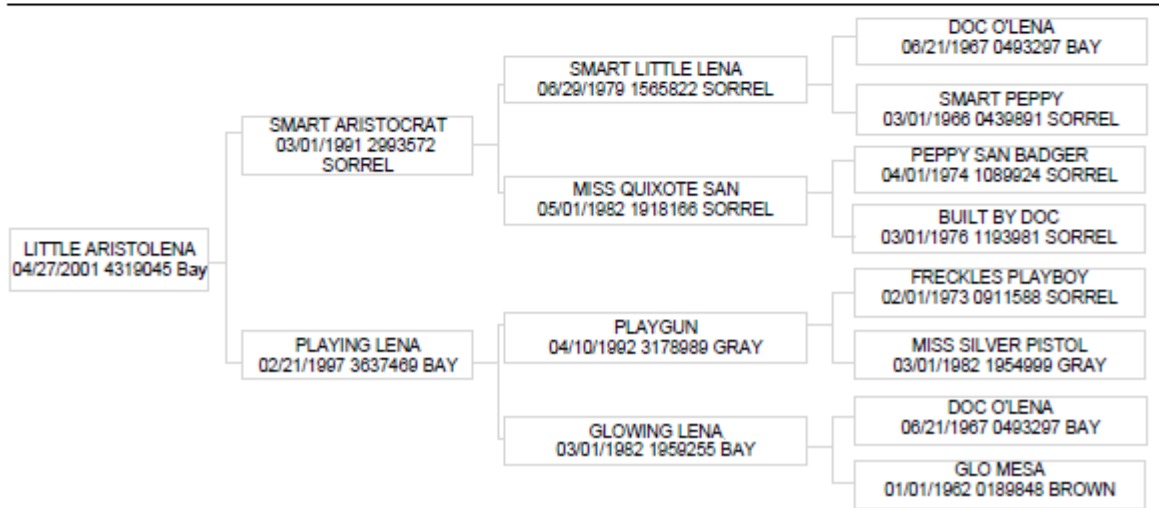 LITTLE ARISTOLENA
04/27/2001 4319045 Bay
SMART ARISTOCRAT
03/01/1991 2993572
SORREL
PLAYING LENA
02/21/1997 3637469 BAY
SMART LITTLE LENA
06/29/1979 1565822 SORREL
MISS QUIXOTE SAN
05/01/1982 1918166 SORREL
PLAYGUN
04/10/1992 3178989 GRAY
GLOWING LENA
03/01/1982 1959255 BAY
DOC O'LENA
06/21/1967 0493297 BAY
SMART PEPPY
03/01/1966 0439891 SORREL
PEPPY SAN BADGER
04/01/1974 1089924 SORREL
BUILT BY DOC
03/01/1976 1193981 SORREL
FRECKLES PLAYBOY
02/01/1973 0911588 SORREL
MISS SILVER PISTOL
03/01/1982 1954999 GRAY
DOC O'LENA
06/21/1967 0493297 BAY
GLO MESA
01/01/1962 0189848 BROWN